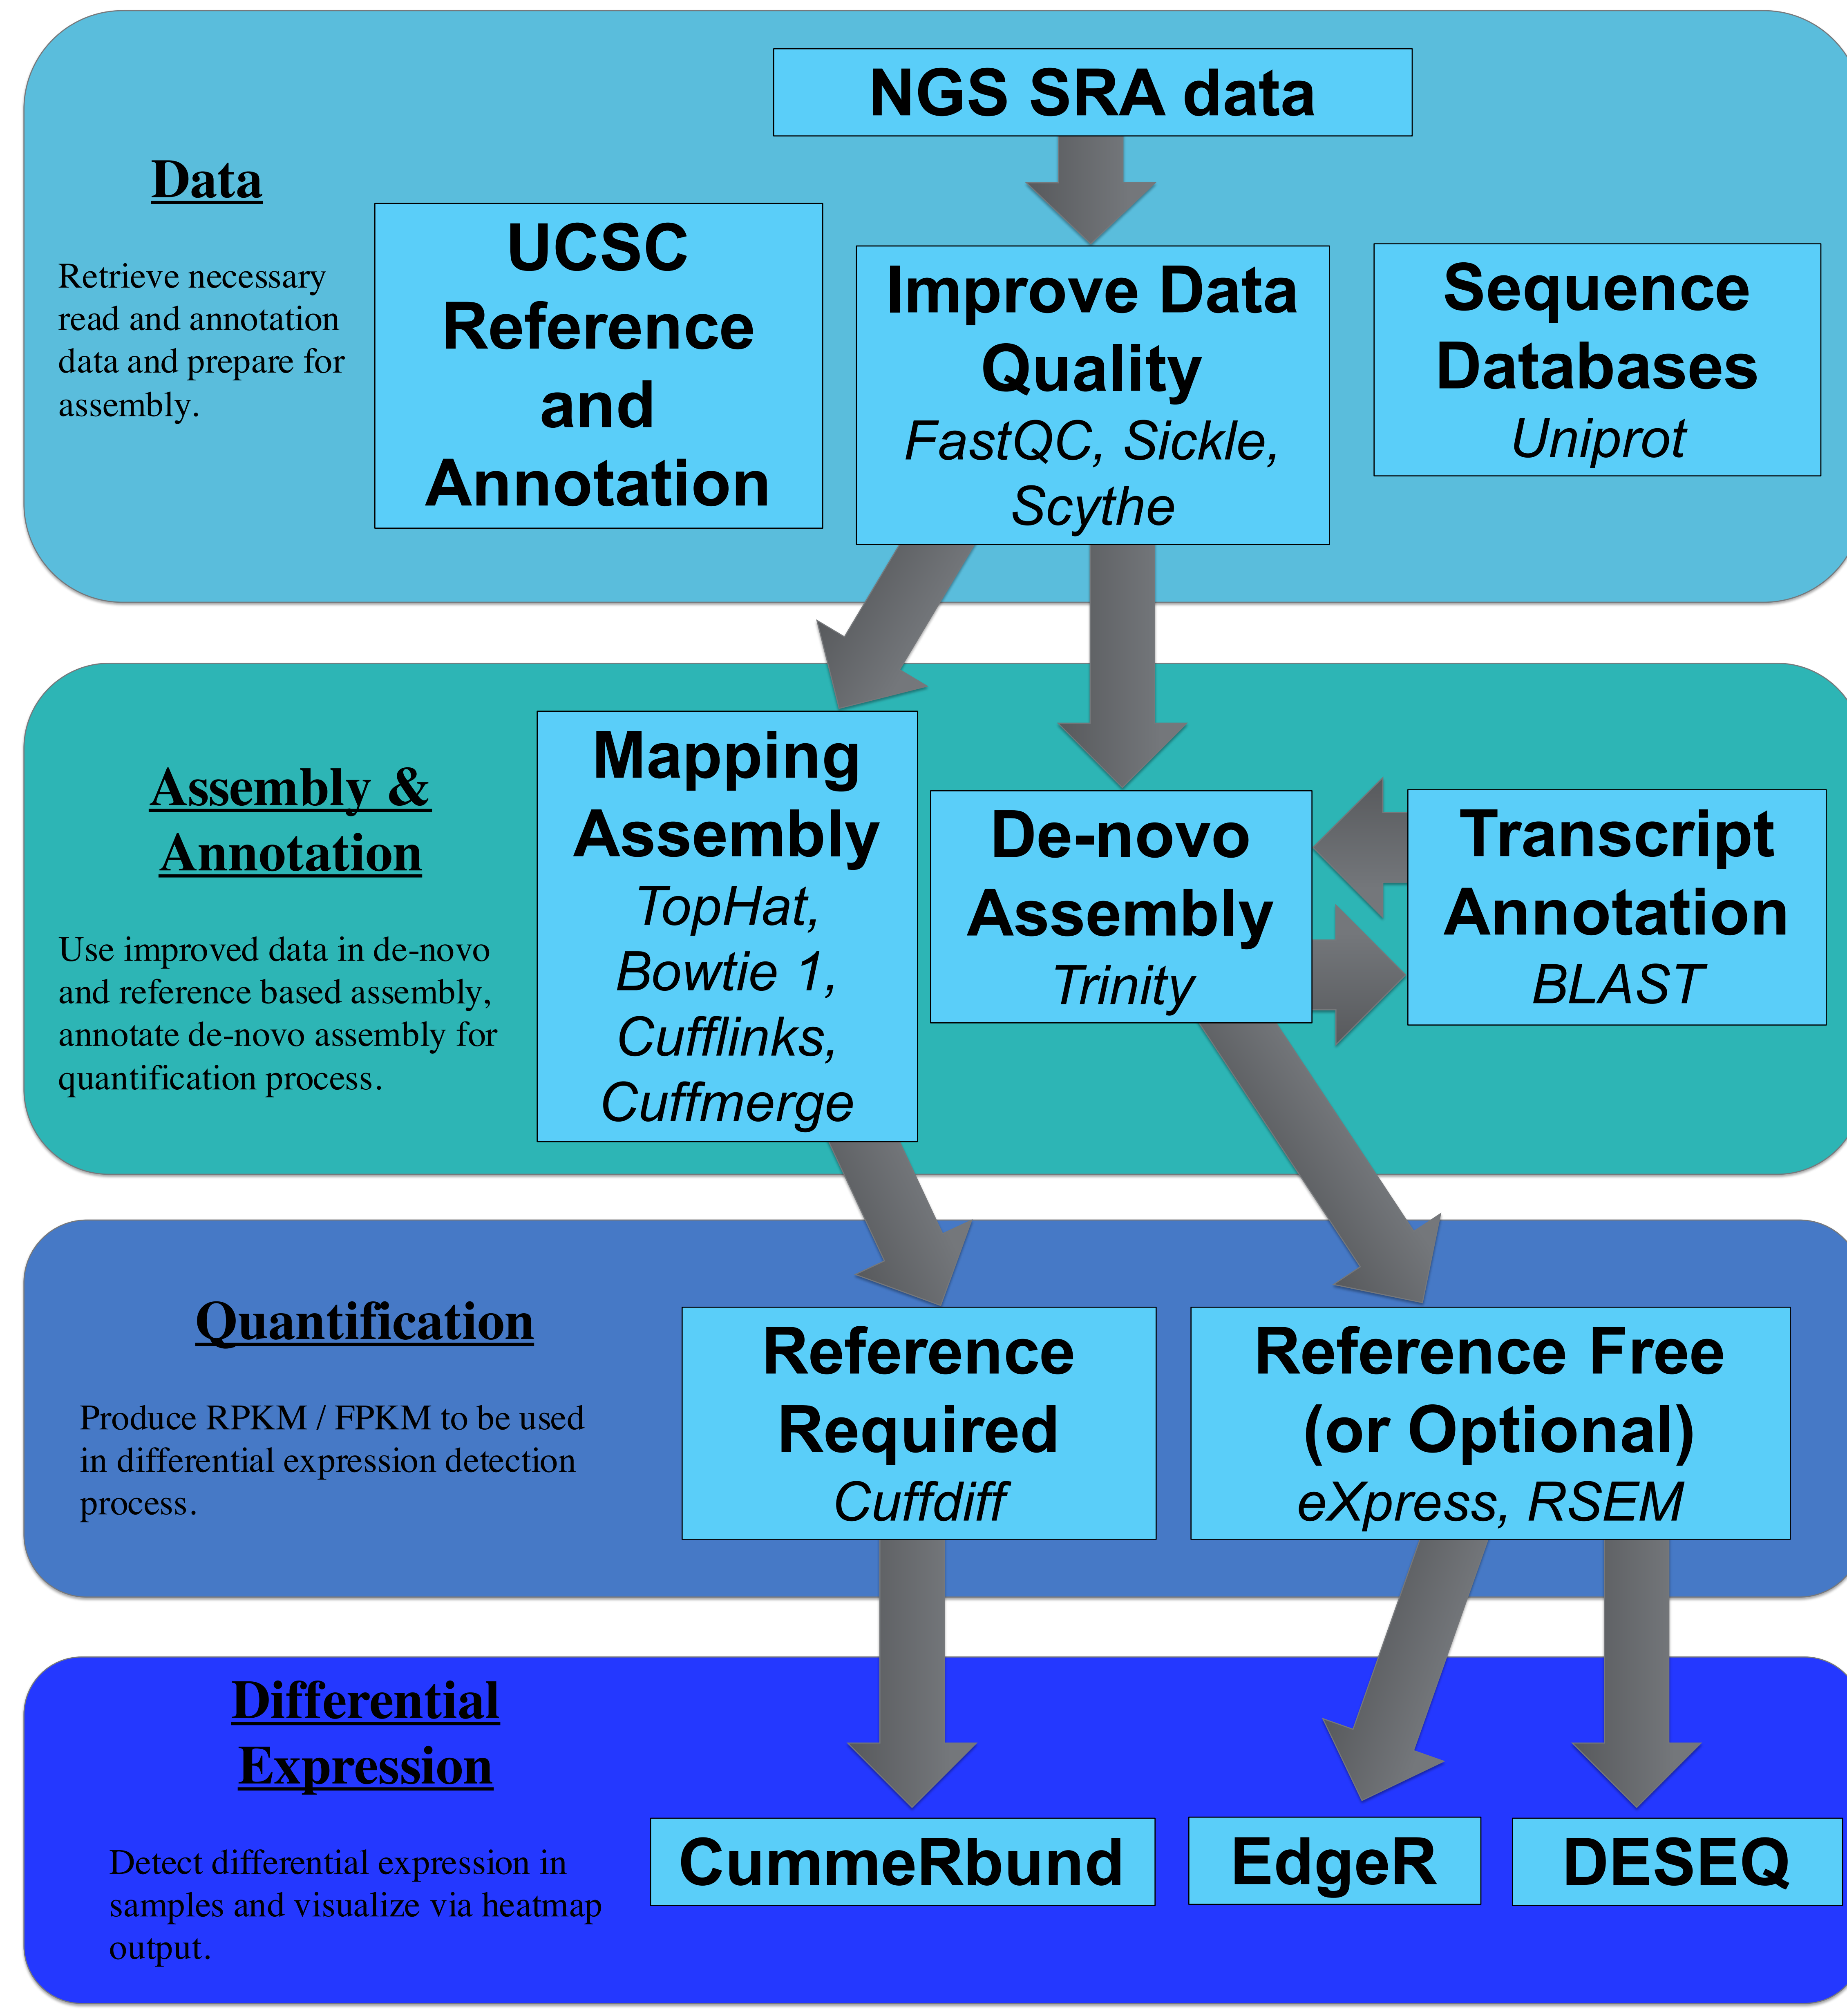 NGS SRA data
Data
Retrieve necessary
read and annotation
data and prepare for
assembly.
UCSC
Reference
and
Annotation
Improve Data
Quality
FastQC, Sickle,
Scythe
Sequence
Databases
Uniprot
Assembly &
Annotation
Use improved data in de-novo
and reference based assembly,
annotate de-novo assembly for
quantification process.
Mapping
Assembly
TopHat,
Bowtie 1,
Cufflinks,
Cuffmerge
De-novo
Assembly
Trinity
Transcript
Annotation
BLAST
Quantification
Produce RPKM / FPKM to be used
in differential expression detection
process.
Reference
Required
Cuffdiff
Reference Free
(or Optional)
eXpress, RSEM
Differential
Expression
Detect differential expression in
samples and visualize via heatmap
output.
CummeRbund
EdgeR
DESEQ